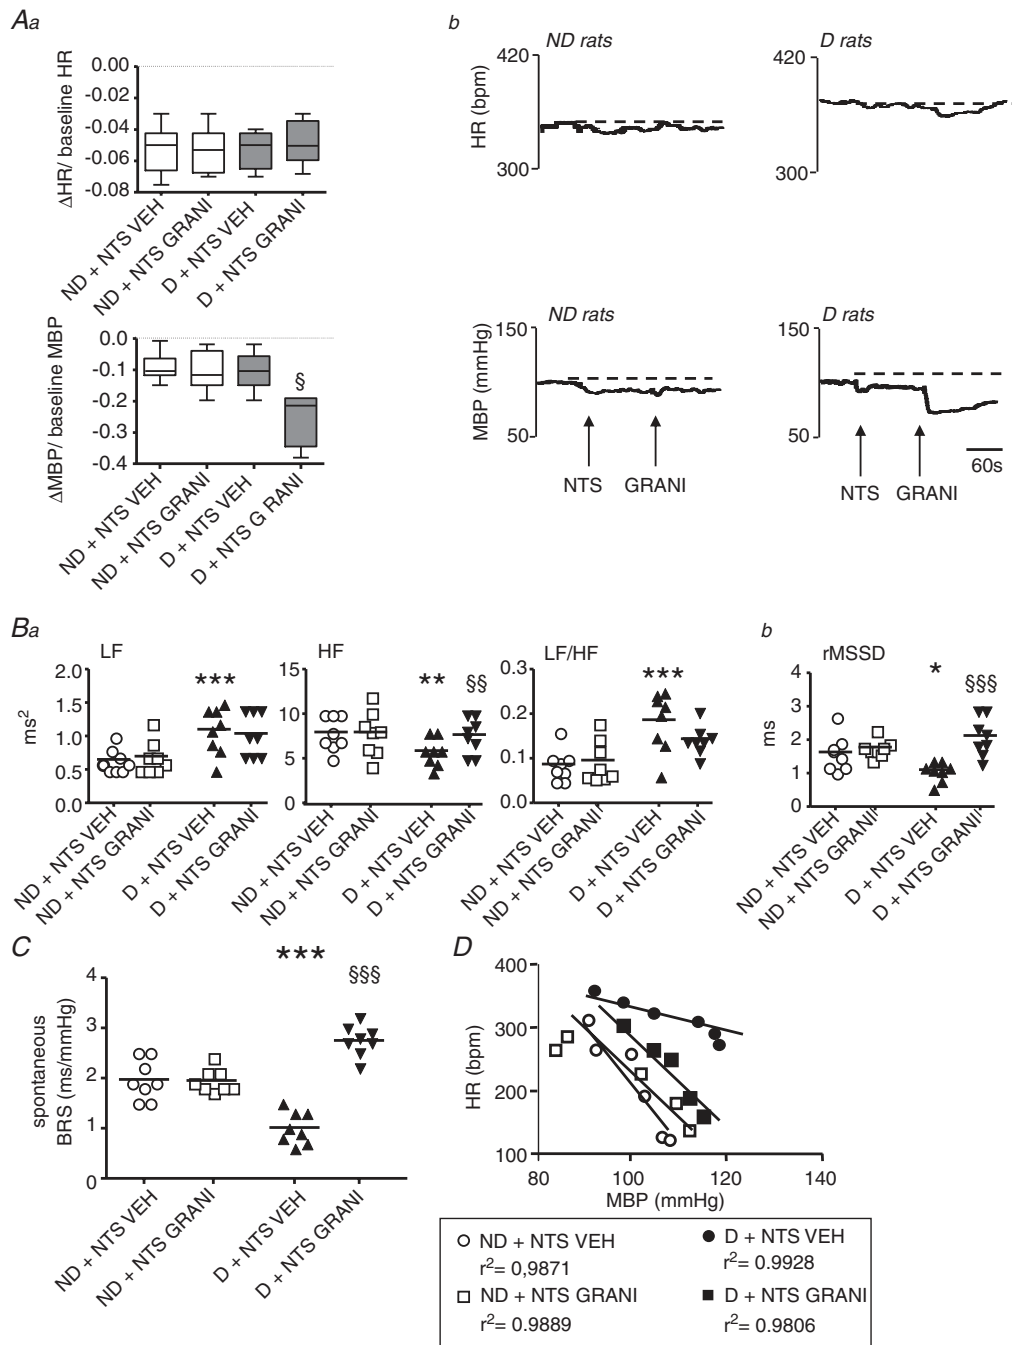 Aa
ΔHR/ baseline HR
0.00
-0.02
-0.04
-0.06
-0.08
ND + NTS VEH
ND + NTS GRANI
D + NTS VEH
D + NTS GRANI
ΔMBP/ baseline MBP
0.0
-0.1
-0.2
-0.3
-0.4
§
ND + NTS VEH
ND + NTS GRANI
D + NTS VEH
D + NTS G RANI
b
ND rats
HR (bpm)
420
300
D rats
420
300
ND rats
MBP (mmHg)
150
50
NTS GRANI
D rats
150
50
NTS GRANI
60s
Ba
LF
ms²
2.0
1.5
1.0
0.5
0.0
***
ND + NTS VEH
ND + NTS GRANI
D + NTS VEH
D + NTS GRANI
HF
15
10
5
0
**
§§
ND + NTS VEH
ND + NTS GRANI
D + NTS VEH
D + NTS GRANI
LF/HF
0.3
0.2
0.1
0.0
***
ND + NTS VEH
ND + NTS GRANI
D + NTS VEH
D + NTS GRANI
b
rMSSD
ms
4
3
2
1
0
*
§§§
ND + NTS VEH
ND + NTS GRANI
D + NTS VEH
D + NTS GRANI
C
spontaneous
BRS (ms/mmHg)
4
3
2
1
0
***
§§§
ND + NTS VEH
ND + NTS GRANI
D + NTS VEH
D + NTS GRANI
D
HR (bpm)
400
300
200
100
80 100 120 140
MBP (mmHg)
ND + NTS VEH
r²= 0,9871
ND + NTS GRANI
r²= 0.9889
D + NTS VEH
r²= 0.9928
D + NTS GRANI
r²= 0.9806